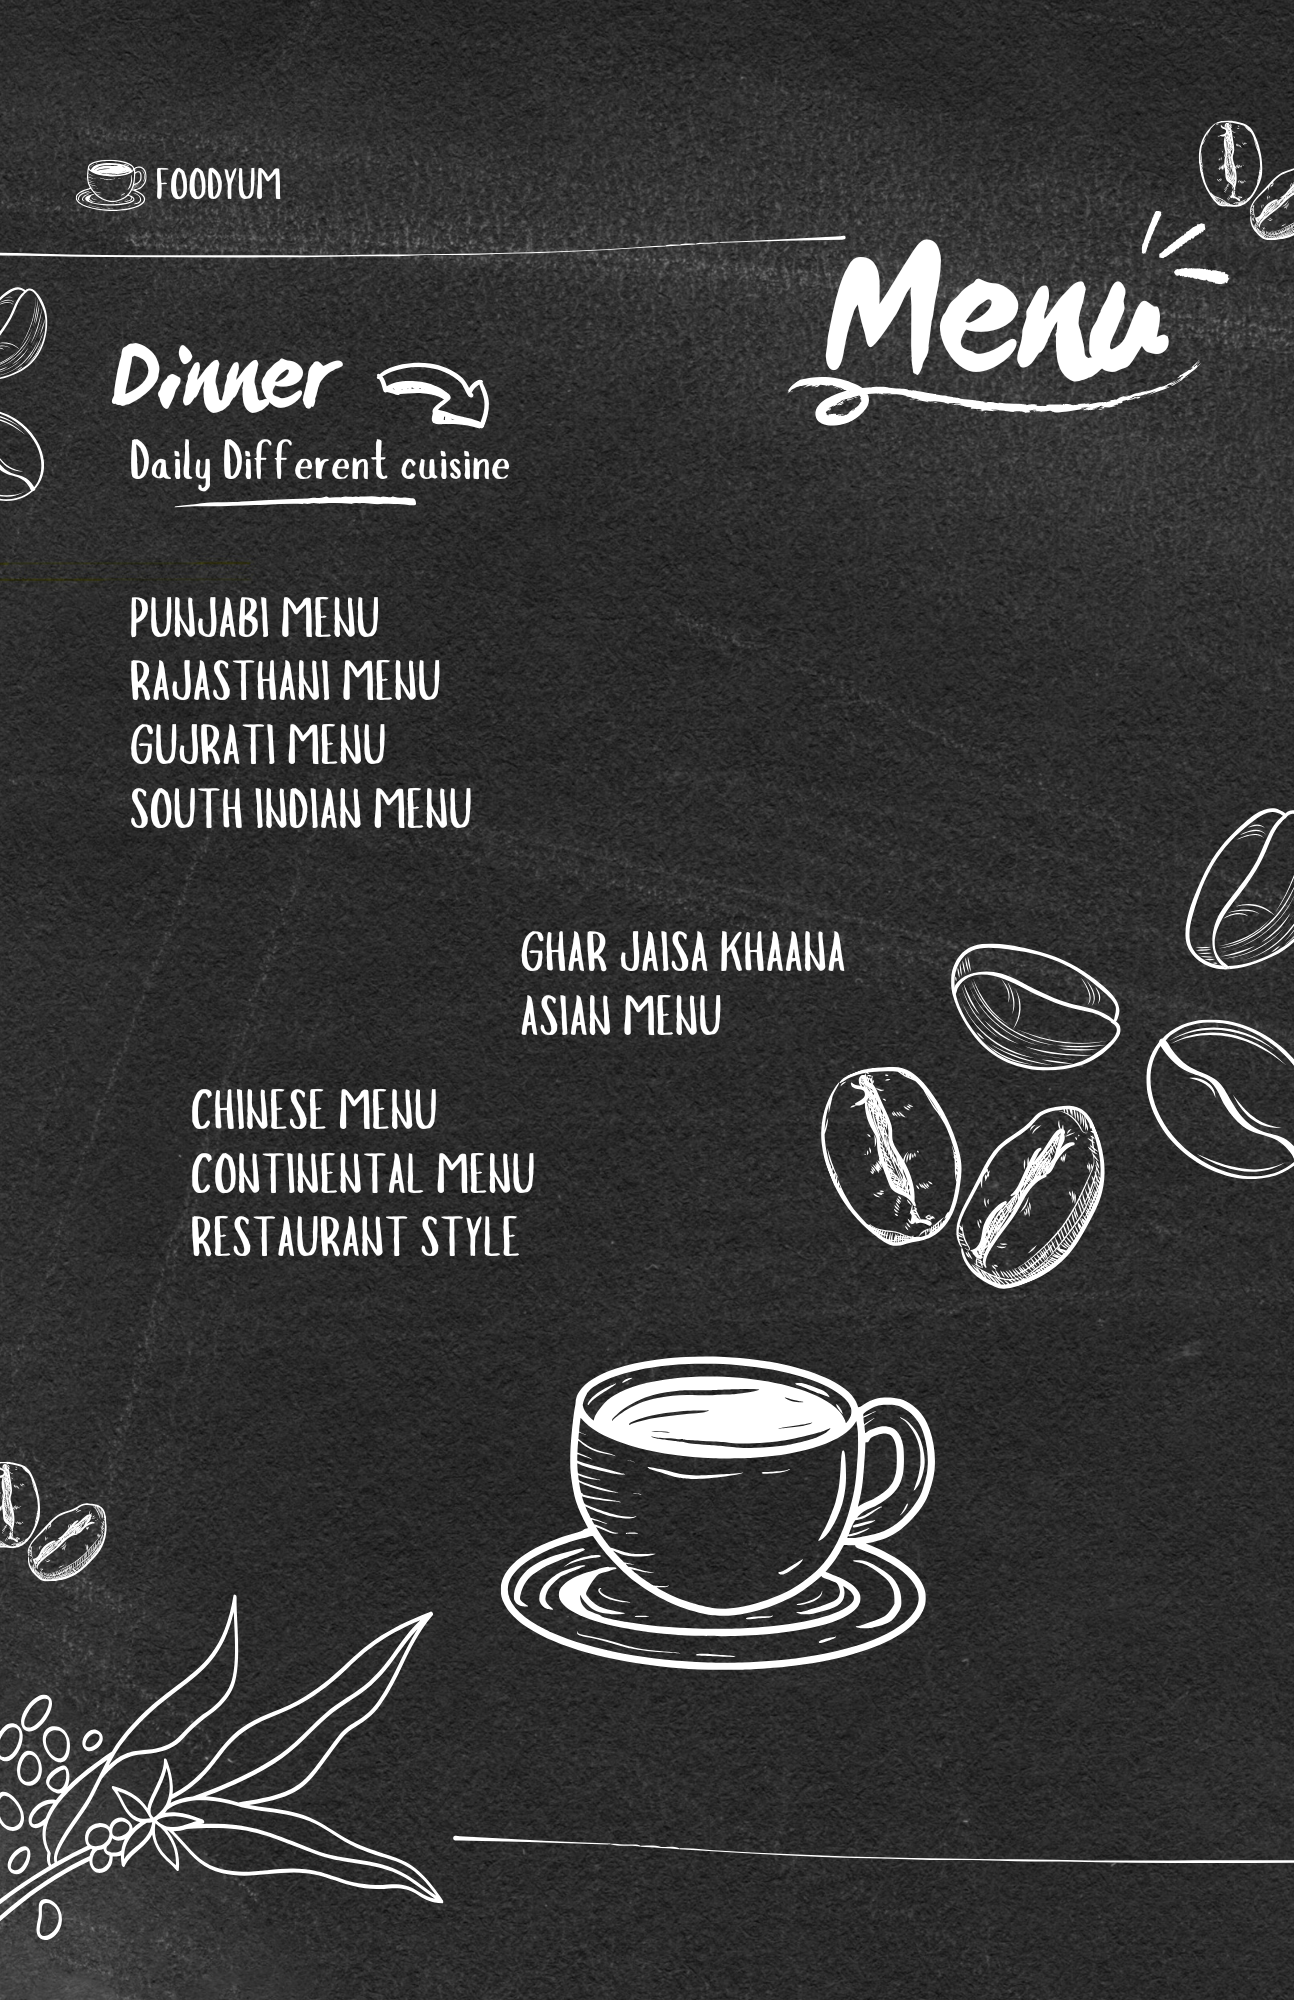 FOODYUM
Menu
Dinner
Daily Different cuisine
PUNJABI MENU
RAJASTHANI MENU
GUJRATI MENU
SOUTH INDIAN MENU
GHAR JAISA KHAANA
ASIAN MENU
CHINESE MENU
CONTINENTAL MENU
RESTAURANT STYLE